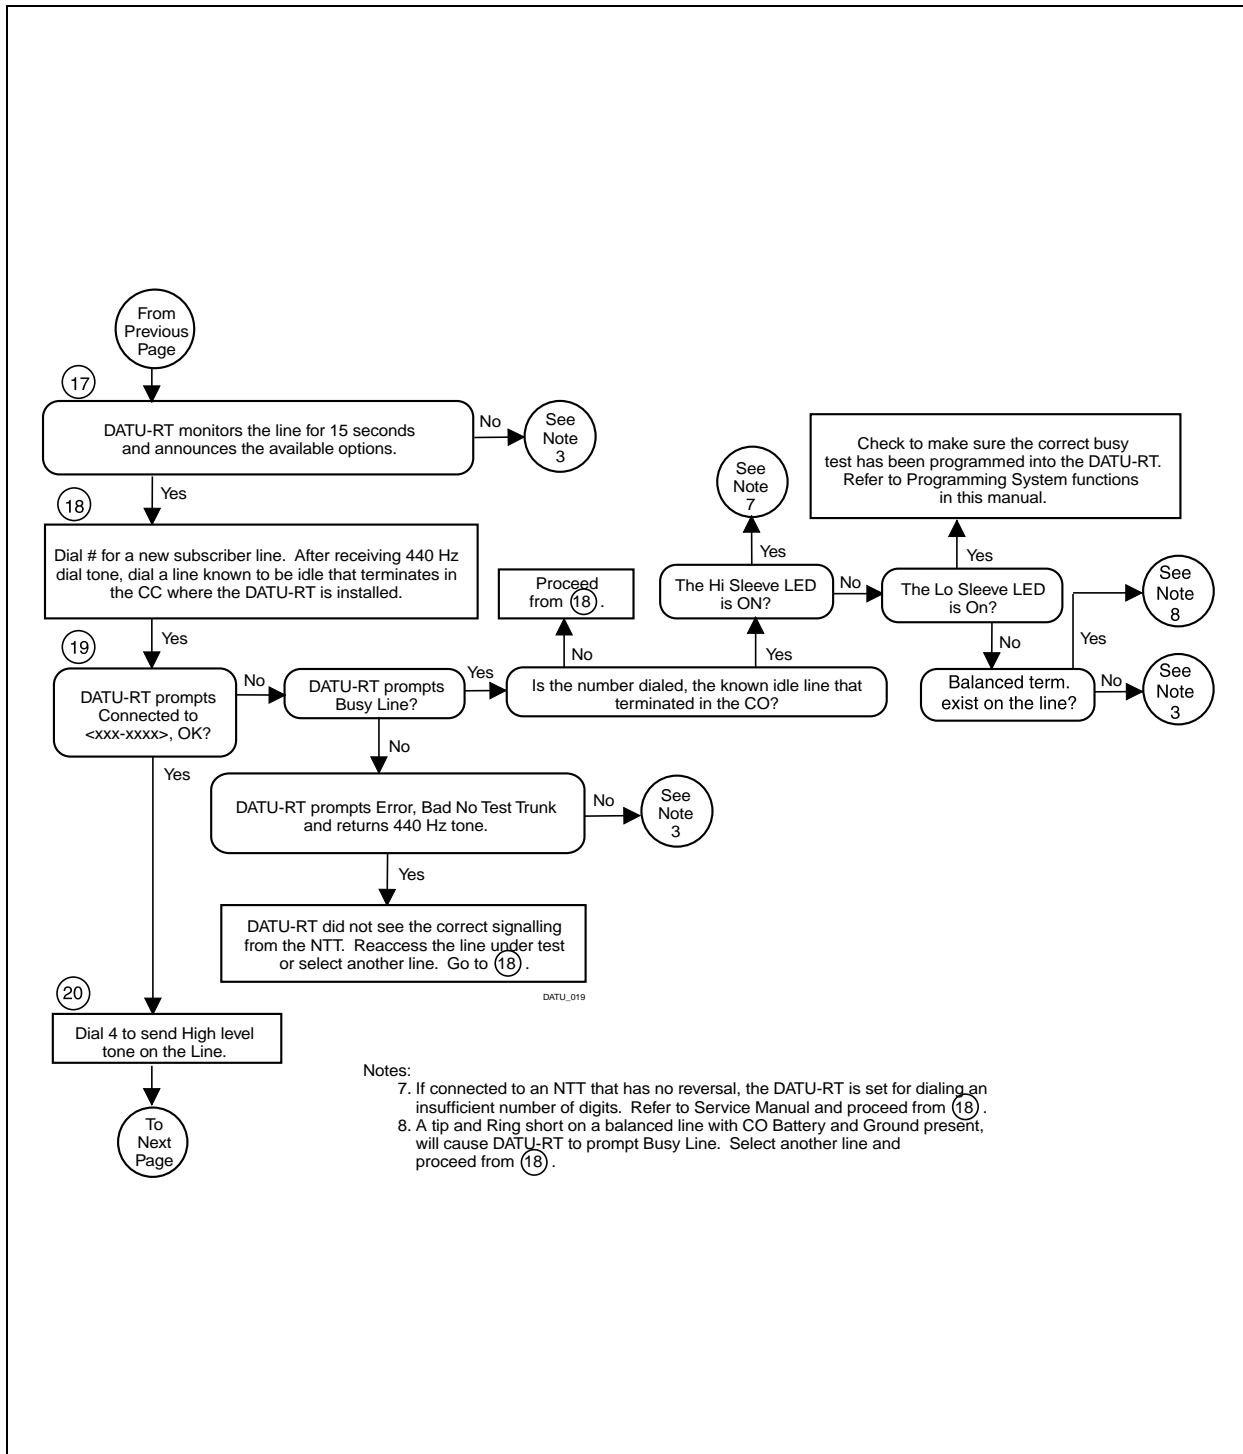 From
Previous
Page
17
DATU-RT monitors the line for 15 seconds
and announces the available options.
No
See
Note
3
Yes
18
Dial # for a new subscriber line. After receiving 440 Hz
dial tone, dial a line known to be idle that terminates in
the CC where the DATU-RT is installed.
Yes
19
DATU-RT prompts
Connected to
<xxx-xxxx>, OK?
No
DATU-RT prompts
Busy Line?
Yes
Is the number dialed, the known idle line that
terminated in the CO?
No
Proceed
from 18 .
Yes
The Hi Sleeve LED
is ON?
Yes
See
Note
7
No
The Lo Sleeve LED
is On?
Yes
Check to make sure the correct busy
test has been programmed into the DATU-RT.
Refer to Programming System functions
in this manual.
No
Balanced term.
exist on the line?
Yes
See
Note
8
No
See
Note
3
No
DATU-RT prompts Error, Bad No Test Trunk
and returns 440 Hz tone.
No
See
Note
3
Yes
DATU-RT did not see the correct signalling
from the NTT. Reaccess the line under test
or select another line. Go to 18 .
DATU_019
Yes
20
Dial 4 to send High level
tone on the Line.
To
Next
Page
Notes:
7. If connected to an NTT that has no reversal, the DATU-RT is set for dialing an
insufficient number of digits. Refer to Service Manual and proceed from 18 .
8. A tip and Ring short on a balanced line with CO Battery and Ground present,
will cause DATU-RT to prompt Busy Line. Select another line and
proceed from 18 .